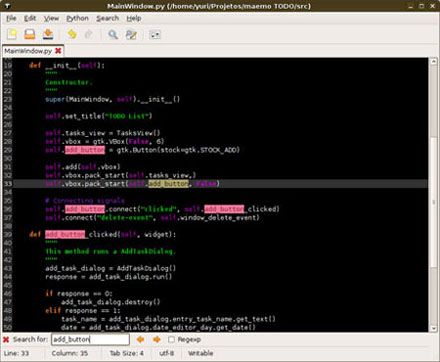 MainWindow.py (/home/yuri/Projetos/maemo TODO/src)
File Edit View Python Search Help
MainWindow.py
19 def __init__(self):
20 """
21 Constructor.
22 """
23 super(MainWindow, self).__init__()
24
25 self.set_title("TODO List")
26
27 self.tasks_view = TasksView()
28 self.vbox = gtk.VBox(False, 6)
29 self.add_button = gtk.Button(stock=gtk.STOCK_ADD)
30
31 self.add(self.vbox)
32 self.vbox.pack_start(self.tasks_view,)
33 self.vbox.pack_start(self.add_button, False)
34
35 # Connecting signals
36 self.add_button.connect("clicked", self.add_button_clicked)
37 self.connect("delete-event", self.window_delete_event)
38
39 def add_button_clicked(self, widget):
40 """
41 This method runs a AddTaskDialog.
42 """
43 add_task_dialog = AddTaskDialog()
44 response = add_task_dialog.run()
45
46 if response == 0:
47 add_task_dialog.destroy()
48 elif response == 1:
49 task_name = add_task_dialog.entry_task_name.get_text()
50 date = add_task_dialog.date_editor_day.get_date()
Search for: add_button Regexp
Line: 33 Column: 35 Tab Size: 4 utf-8 Writable